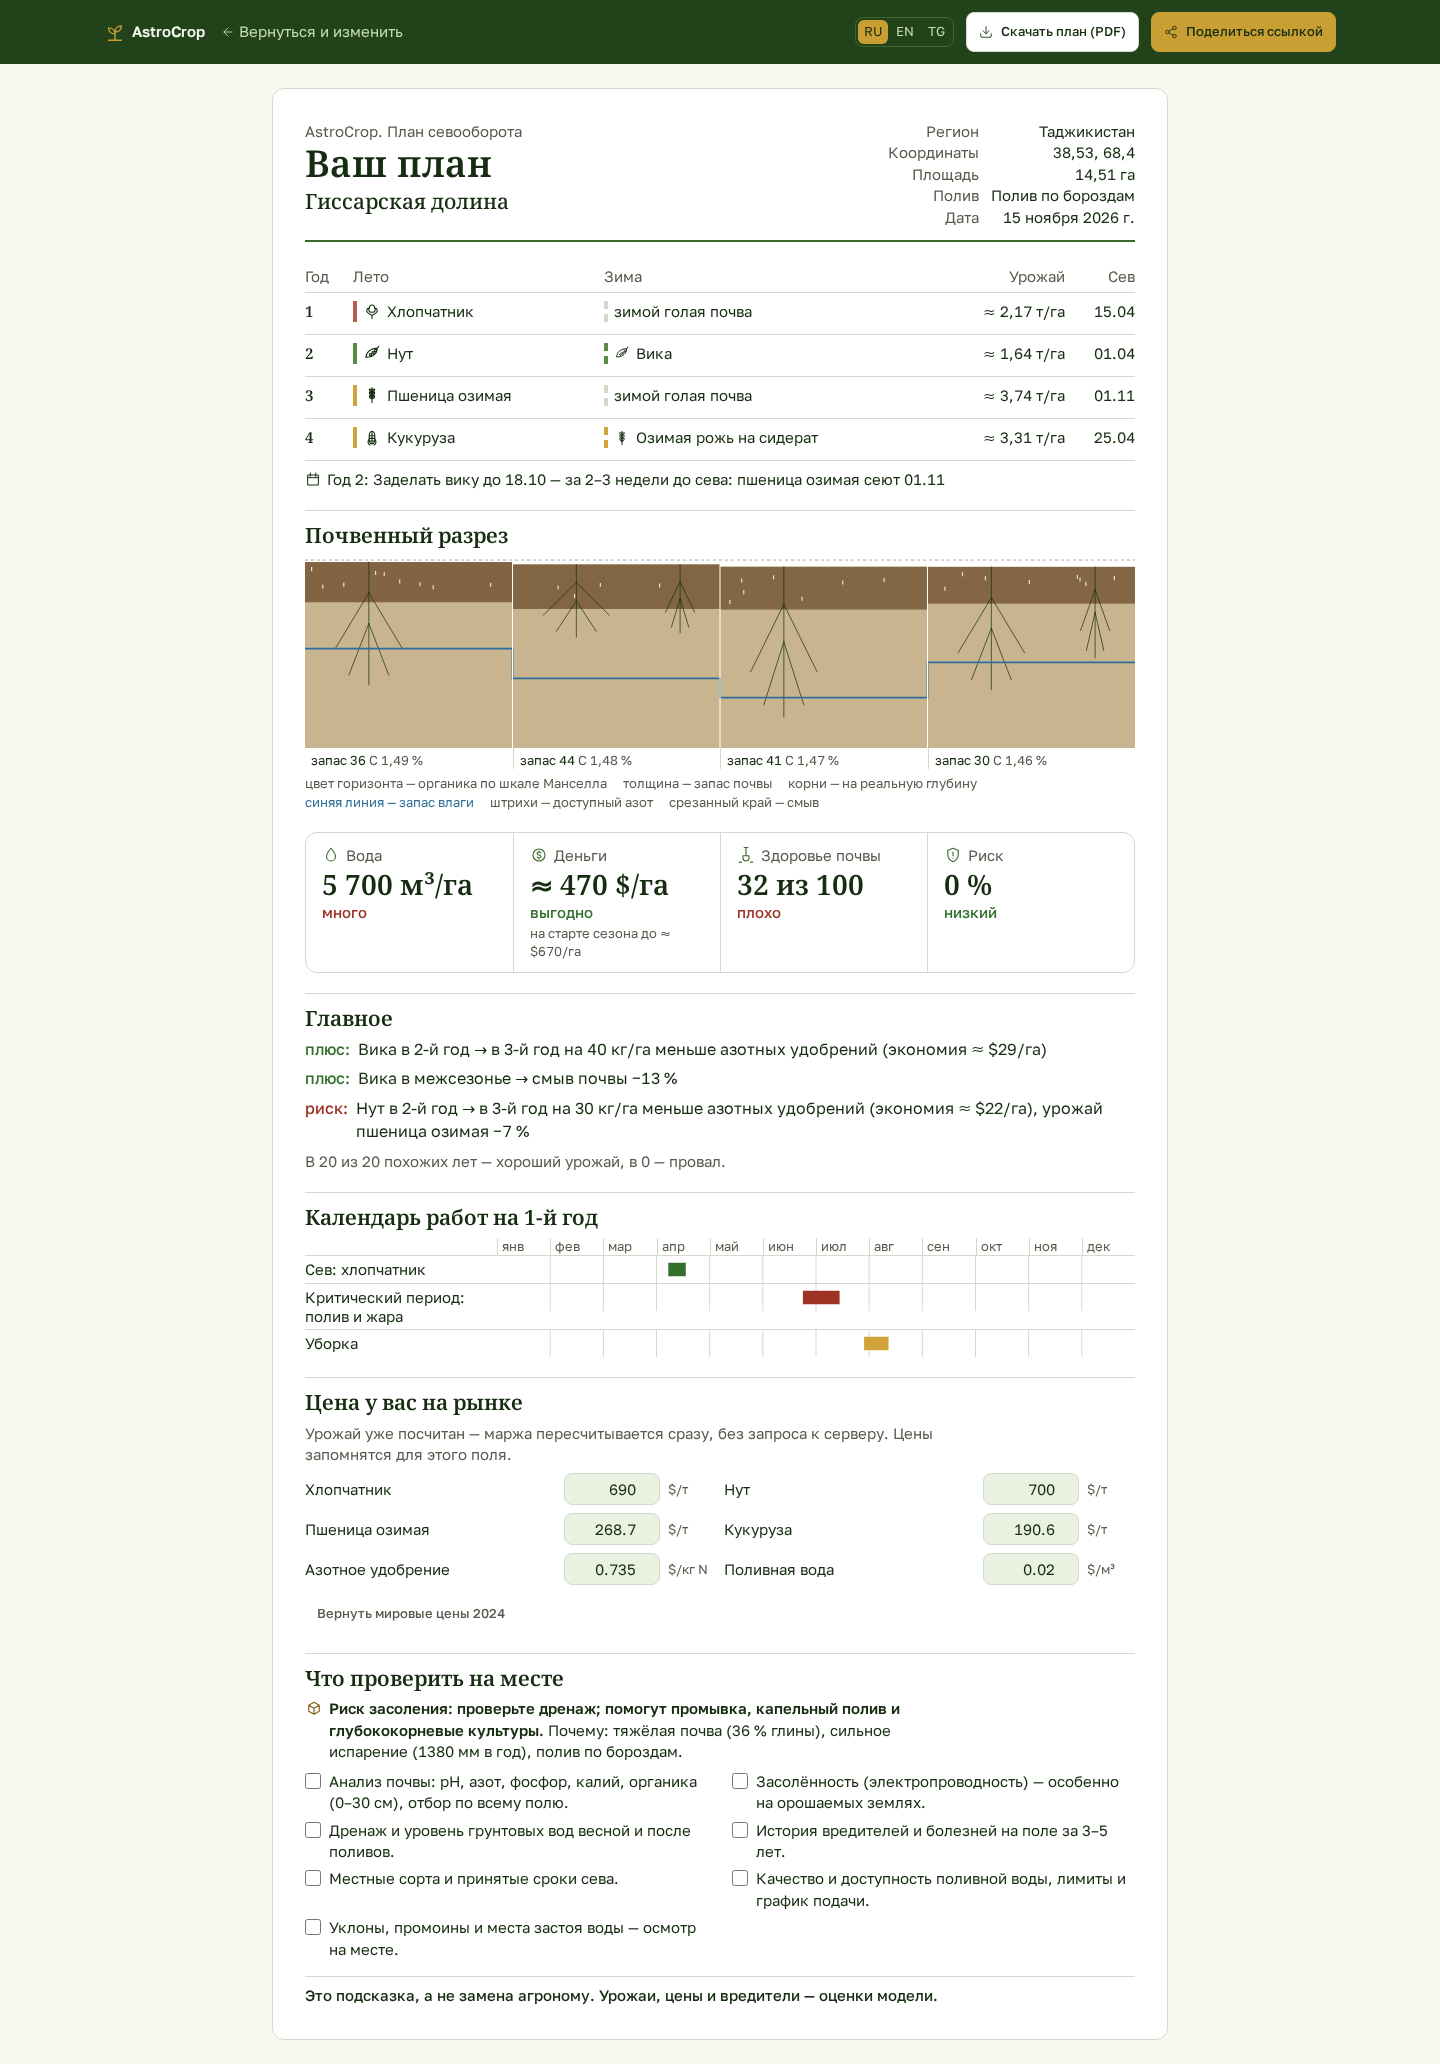 AstroCrop
← Вернуться и изменить
RU EN TG
Скачать план (PDF)
Поделиться ссылкой
AstroCrop. План севооборота
Ваш план
Гиссарская долина
Регион Таджикистан
Координаты 38,53, 68,4
Площадь 14,51 га
Полив Полив по бороздам
Дата 15 ноября 2026 г.
Год Лето Зима Урожай Сев
1 Хлопчатник зимой голая почва ≈ 2,17 т/га 15.04
2 Нут Вика ≈ 1,64 т/га 01.04
3 Пшеница озимая зимой голая почва ≈ 3,74 т/га 01.11
4 Кукуруза Озимая рожь на сидерат ≈ 3,31 т/га 25.04
Год 2: Заделать вику до 18.10 — за 2–3 недели до сева: пшеница озимая сеют 01.11
Почвенный разрез
запас 36 C 1,49 % запас 44 C 1,48 % запас 41 C 1,47 % запас 30 C 1,46 %
цвет горизонта — органика по шкале Манселла толщина — запас почвы корни — на реальную глубину
синяя линия — запас влаги штрихи — доступный азот срезанный край — смыв
Вода
5 700 м³/га
много
Деньги
≈ 470 $/га
выгодно
на старте сезона до ≈
$670/га
Здоровье почвы
32 из 100
плохо
Риск
0 %
низкий
Главное
плюс: Вика в 2-й год → в 3-й год на 40 кг/га меньше азотных удобрений (экономия ≈ $29/га)
плюс: Вика в межсезонье → смыв почвы −13 %
риск: Нут в 2-й год → в 3-й год на 30 кг/га меньше азотных удобрений (экономия ≈ $22/га), урожай
пшеница озимая −7 %
В 20 из 20 похожих лет — хороший урожай, в 0 — провал.
Календарь работ на 1-й год
янв фев мар апр май июн июл авг сен окт ноя дек
Сев: хлопчатник
Критический период:
полив и жара
Уборка
Цена у вас на рынке
Урожай уже посчитан — маржа пересчитывается сразу, без запроса к серверу. Цены
запомнятся для этого поля.
Хлопчатник 690 $/т Нут 700 $/т
Пшеница озимая 268.7 $/т Кукуруза 190.6 $/т
Азотное удобрение 0.735 $/кг N Поливная вода 0.02 $/м³
Вернуть мировые цены 2024
Что проверить на месте
Риск засоления: проверьте дренаж; помогут промывка, капельный полив и
глубококорневые культуры. Почему: тяжёлая почва (36 % глины), сильное
испарение (1380 мм в год), полив по бороздам.
Анализ почвы: pH, азот, фосфор, калий, органика
(0–30 см), отбор по всему полю.
Засолённость (электропроводность) — особенно
на орошаемых землях.
Дренаж и уровень грунтовых вод весной и после
поливов.
История вредителей и болезней на поле за 3–5
лет.
Местные сорта и принятые сроки сева.
Качество и доступность поливной воды, лимиты и
график подачи.
Уклоны, промоины и места застоя воды — осмотр
на месте.
Это подсказка, а не замена агроному. Урожаи, цены и вредители — оценки модели.